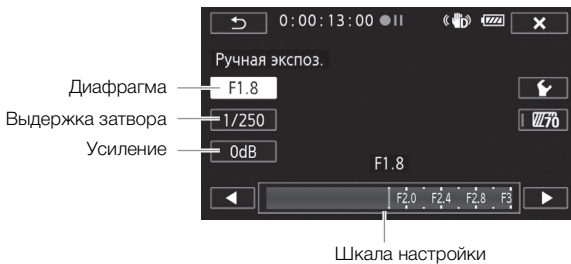 0:00:13:00
Ручная экспоз.
Диафрагма
F1.8
Выдержка затвора
1/250
70
Усиление
0dB
F1.8
F2.0 F2.4 F2.8 F3
Шкала настройки